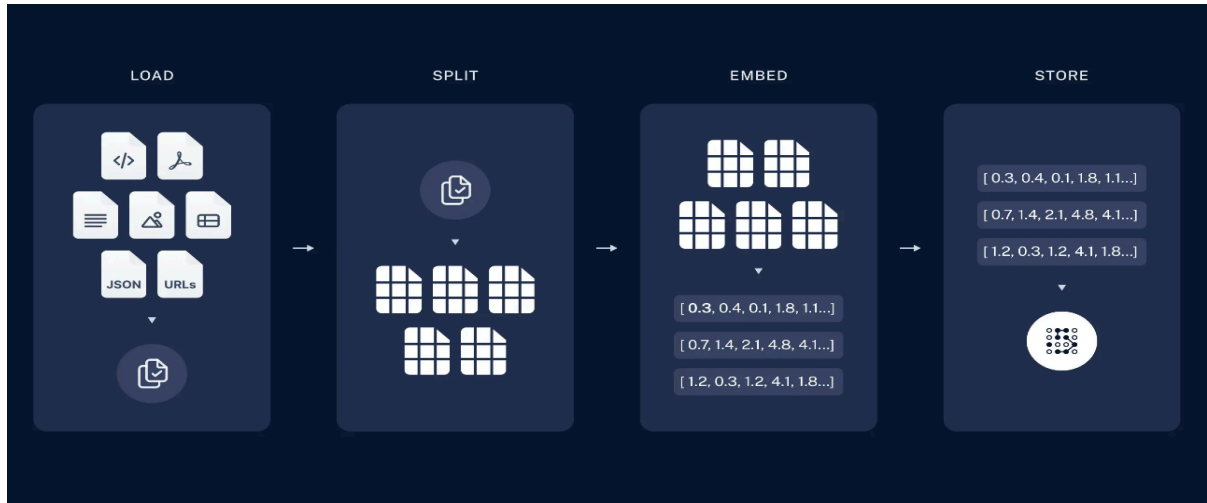 LOAD
</>
JSON
URLs
SPLIT
EMBED
[ 0.3, 0.4, 0.1, 1.8, 1.1...]
[ 0.7, 1.4, 2.1, 4.8, 4.1...]
[ 1.2, 0.3, 1.2, 4.1, 1.8...]
STORE
[ 0.3, 0.4, 0.1, 1.8, 1.1...]
[ 0.7, 1.4, 2.1, 4.8, 4.1...]
[ 1.2, 0.3, 1.2, 4.1, 1.8...]